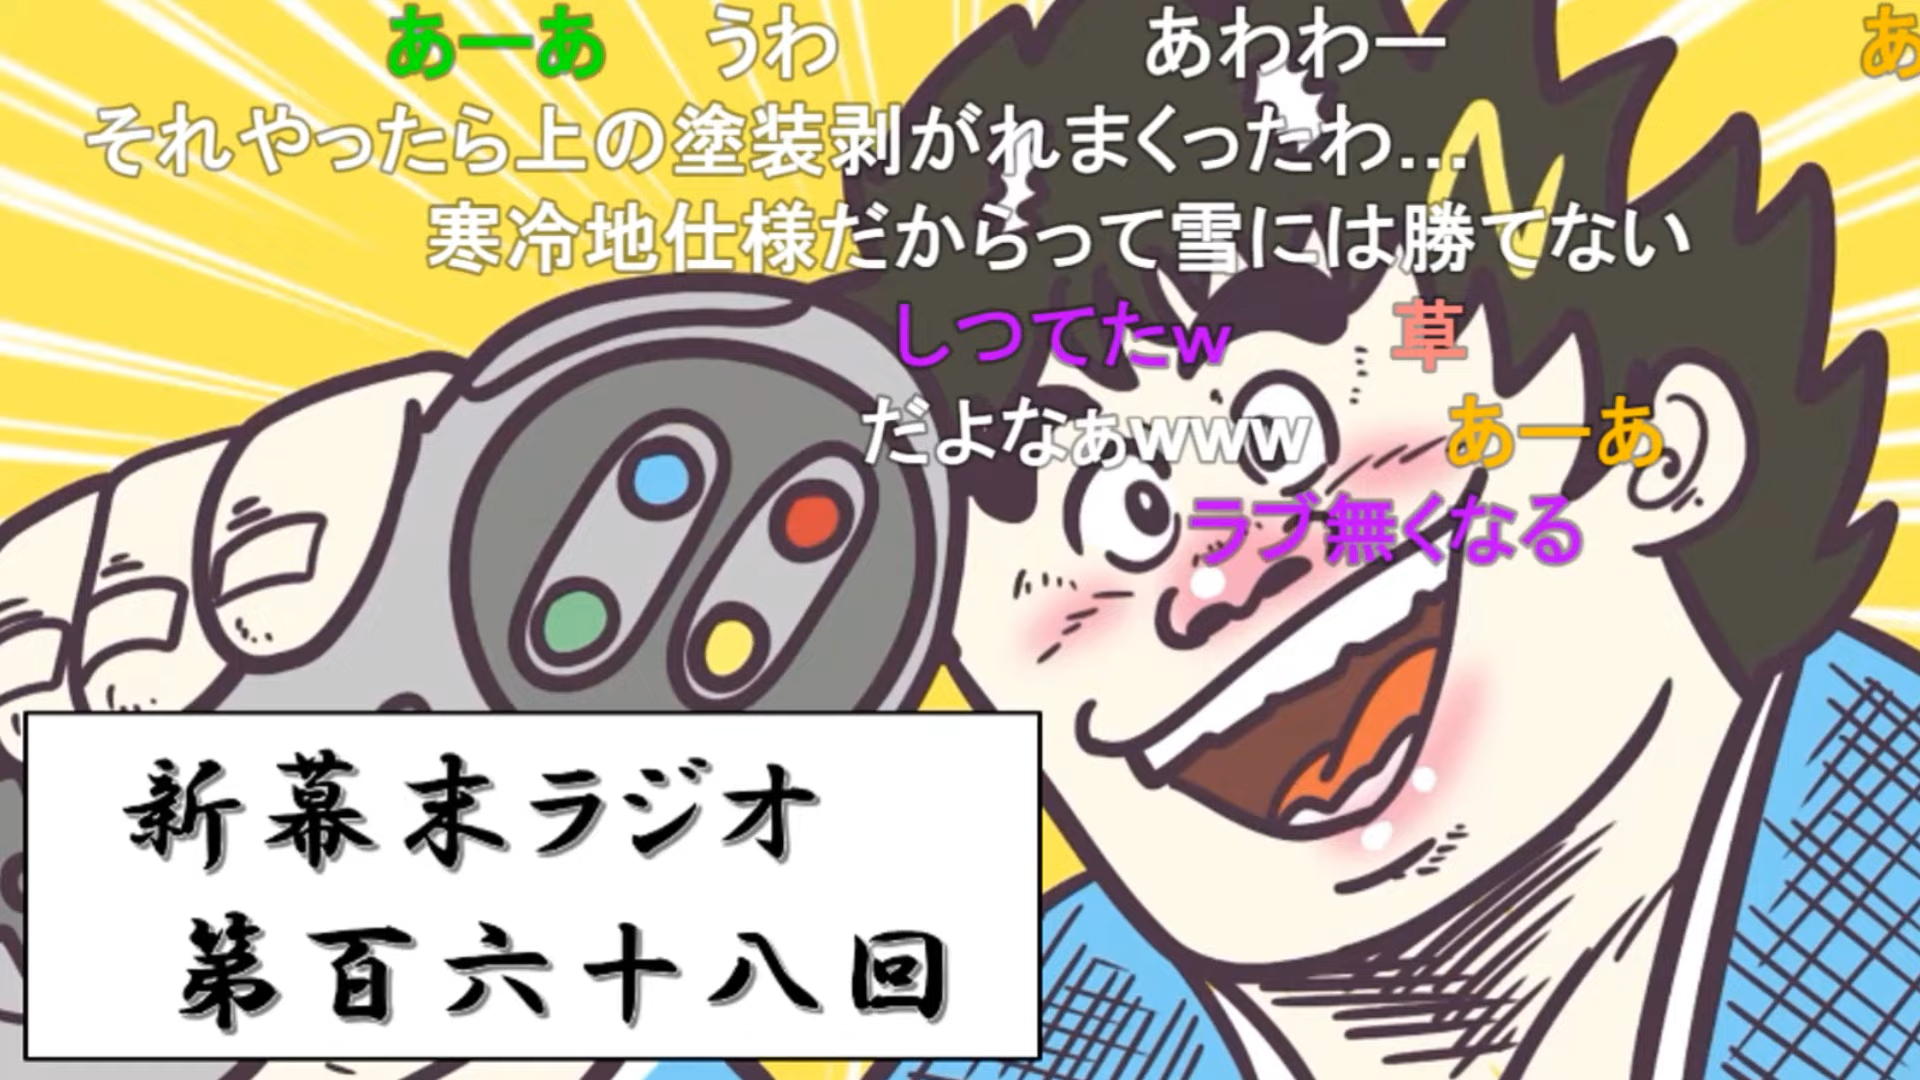 あーあ うわ あわわー あ
それやったら上の塗装剥がれまくったわ…
寒冷地仕様だからって雪には勝てない
しつてたw 草
だよなぁwww あーあ
ラブ無くなる
新幕末ラジオ
第百六十八回